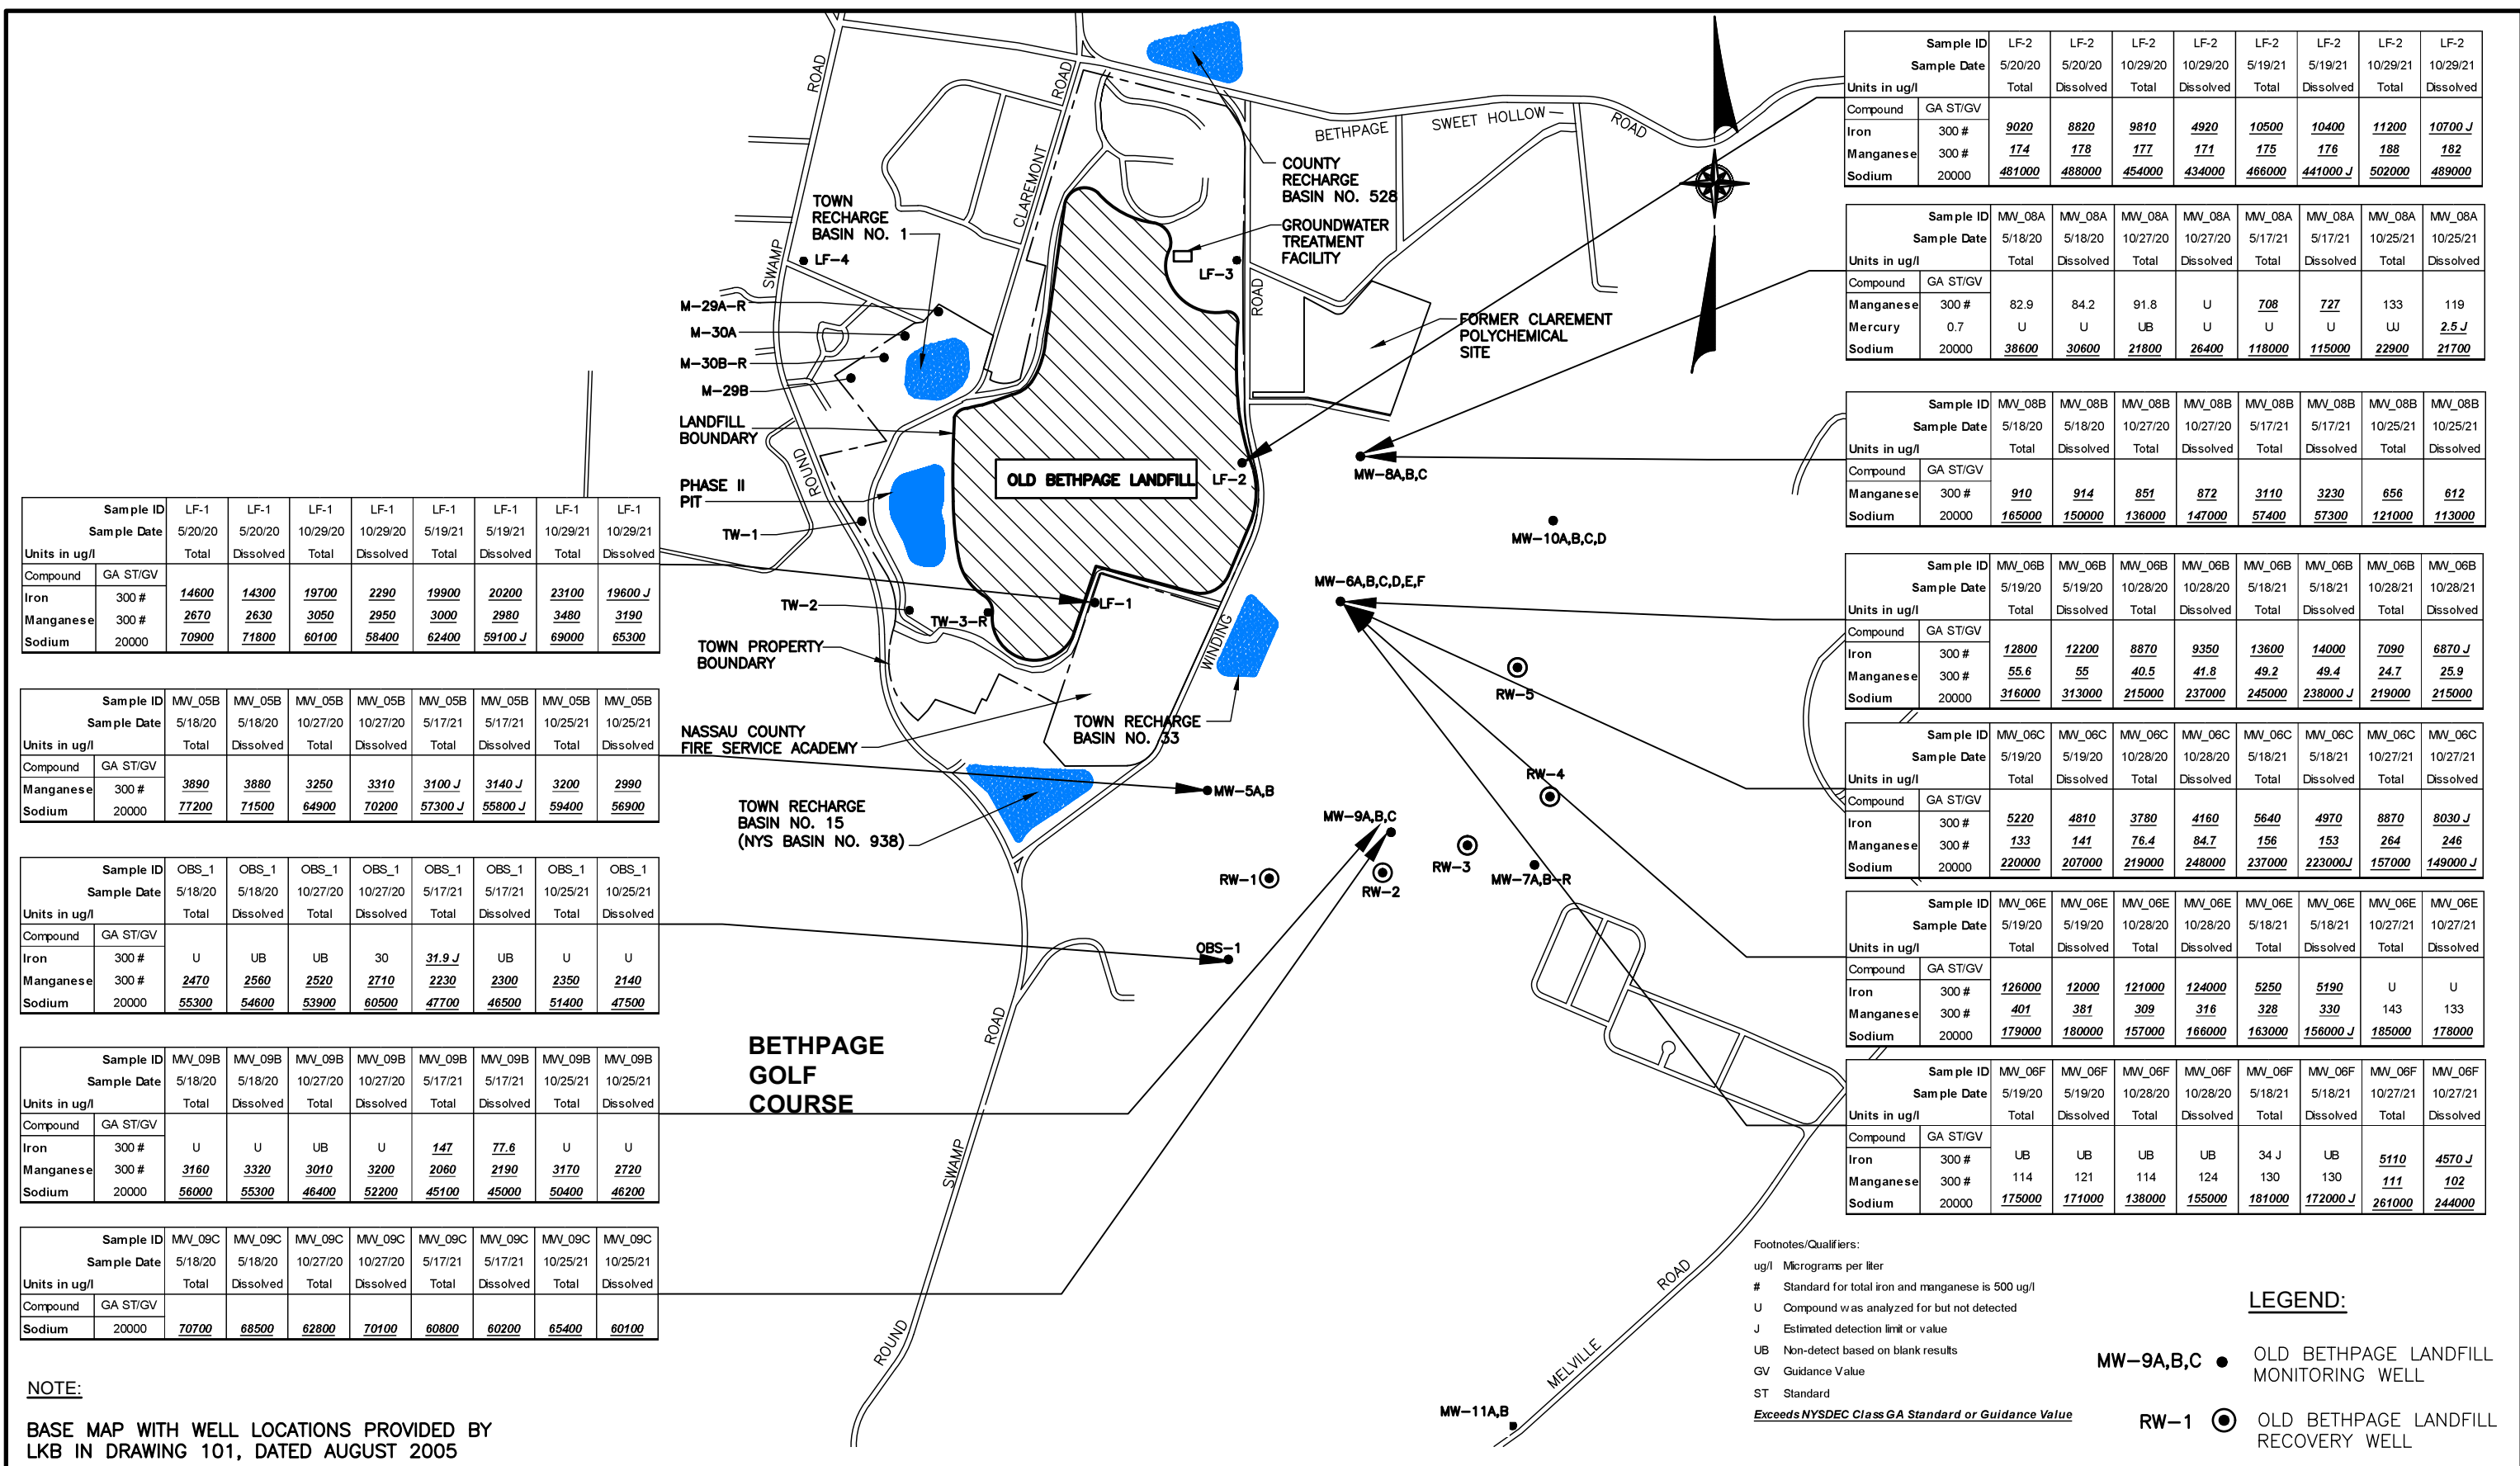 Sample ID LF-2 LF-2 LF-2 LF-2 LF-2 LF-2 LF-2 LF-2
Sample Date 5/20/20 5/20/20 10/29/20 10/29/20 5/19/21 5/19/21 10/29/21 10/29/21
Units in ug/l Total Dissolved Total Dissolved Total Dissolved Total Dissolved
Compound GA ST/GV
Iron 300 # 9020 8820 9810 4920 10500 10400 11200 10700 J
Manganese 300 # 174 178 177 171 175 176 188 182
Sodium 20000 481000 488000 454000 434000 466000 441000 J 502000 489000
Sample ID MW_08A MW_08A MW_08A MW_08A MW_08A MW_08A MW_08A MW_08A
Sample Date 5/18/20 5/18/20 10/27/20 10/27/20 5/17/21 5/17/21 10/25/21 10/25/21
Units in ug/l Total Dissolved Total Dissolved Total Dissolved Total Dissolved
Compound GA ST/GV
Manganese 300 # 82.9 84.2 91.8 U 708 727 133 119
Mercury 0.7 U U UB U U U UJ 2.5 J
Sodium 20000 38600 30600 21800 26400 118000 115000 22900 21700
Sample ID MW_08B MW_08B MW_08B MW_08B MW_08B MW_08B MW_08B MW_08B
Sample Date 5/18/20 5/18/20 10/27/20 10/27/20 5/17/21 5/17/21 10/25/21 10/25/21
Units in ug/l Total Dissolved Total Dissolved Total Dissolved Total Dissolved
Compound GA ST/GV
Manganese 300 # 910 914 851 872 3110 3230 656 612
Sodium 20000 165000 150000 136000 147000 57400 57300 121000 113000
Sample ID MW_06B MW_06B MW_06B MW_06B MW_06B MW_06B MW_06B MW_06B
Sample Date 5/19/20 5/19/20 10/28/20 10/28/20 5/18/21 5/18/21 10/28/21 10/28/21
Units in ug/l Total Dissolved Total Dissolved Total Dissolved Total Dissolved
Compound GA ST/GV
Iron 300 # 12800 12200 8870 9350 13600 14000 7090 6870 J
Manganese 300 # 55.6 55 40.5 41.8 49.2 49.4 24.7 25.9
Sodium 20000 316000 313000 215000 237000 245000 238000 J 219000 215000
Sample ID MW_06C MW_06C MW_06C MW_06C MW_06C MW_06C MW_06C MW_06C
Sample Date 5/19/20 5/19/20 10/28/20 10/28/20 5/18/21 5/18/21 10/27/21 10/27/21
Units in ug/l Total Dissolved Total Dissolved Total Dissolved Total Dissolved
Compound GA ST/GV
Iron 300 # 5220 4810 3780 4160 5640 4970 8870 8030 J
Manganese 300 # 133 141 76.4 84.7 156 153 264 246
Sodium 20000 220000 207000 219000 248000 237000 223000J 157000 149000 J
Sample ID MW_06E MW_06E MW_06E MW_06E MW_06E MW_06E MW_06E MW_06E
Sample Date 5/19/20 5/19/20 10/28/20 10/28/20 5/18/21 5/18/21 10/27/21 10/27/21
Units in ug/l Total Dissolved Total Dissolved Total Dissolved Total Dissolved
Compound GA ST/GV
Iron 300 # 126000 12000 121000 124000 5250 5190 U U
Manganese 300 # 401 381 309 316 328 330 143 133
Sodium 20000 179000 180000 157000 166000 163000 156000 J 185000 178000
Sample ID MW_06F MW_06F MW_06F MW_06F MW_06F MW_06F MW_06F MW_06F
Sample Date 5/19/20 5/19/20 10/28/20 10/28/20 5/18/21 5/18/21 10/27/21 10/27/21
Units in ug/l Total Dissolved Total Dissolved Total Dissolved Total Dissolved
Compound GA ST/GV
Iron 300 # UB UB UB UB 34 J UB 5110 4570 J
Manganese 300 # 114 121 114 124 130 130 111 102
Sodium 20000 175000 171000 138000 155000 181000 172000 J 261000 244000
Sample ID LF-1 LF-1 LF-1 LF-1 LF-1 LF-1 LF-1 LF-1
Sample Date 5/20/20 5/20/20 10/29/20 10/29/20 5/19/21 5/19/21 10/29/21 10/29/21
Units in ug/l Total Dissolved Total Dissolved Total Dissolved Total Dissolved
Compound GA ST/GV
Iron 300 # 14600 14300 19700 2290 19900 20200 23100 19600 J
Manganese 300 # 2670 2630 3050 2950 3000 2980 3480 3190
Sodium 20000 70900 71800 60100 58400 62400 59100 J 69000 65300
Sample ID MW_05B MW_05B MW_05B MW_05B MW_05B MW_05B MW_05B MW_05B
Sample Date 5/18/20 5/18/20 10/27/20 10/27/20 5/17/21 5/17/21 10/25/21 10/25/21
Units in ug/l Total Dissolved Total Dissolved Total Dissolved Total Dissolved
Compound GA ST/GV
Manganese 300 # 3890 3880 3250 3310 3100 J 3140 J 3200 2990
Sodium 20000 77200 71500 64900 70200 57300 J 55800 J 59400 56900
Sample ID OBS_1 OBS_1 OBS_1 OBS_1 OBS_1 OBS_1 OBS_1 OBS_1
Sample Date 5/18/20 5/18/20 10/27/20 10/27/20 5/17/21 5/17/21 10/25/21 10/25/21
Units in ug/l Total Dissolved Total Dissolved Total Dissolved Total Dissolved
Compound GA ST/GV
Iron 300 # U UB UB 30 31.9 J UB U U
Manganese 300 # 2470 2560 2520 2710 2230 2300 2350 2140
Sodium 20000 55300 54600 53900 60500 47700 46500 51400 47500
Sample ID MW_09B MW_09B MW_09B MW_09B MW_09B MW_09B MW_09B MW_09B
Sample Date 5/18/20 5/18/20 10/27/20 10/27/20 5/17/21 5/17/21 10/25/21 10/25/21
Units in ug/l Total Dissolved Total Dissolved Total Dissolved Total Dissolved
Compound GA ST/GV
Iron 300 # U U UB U 147 77.6 U U
Manganese 300 # 3160 3320 3010 3200 2060 2190 3170 2720
Sodium 20000 56000 55300 46400 52200 45100 45000 50400 46200
Sample ID MW_09C MW_09C MW_09C MW_09C MW_09C MW_09C MW_09C MW_09C
Sample Date 5/18/20 5/18/20 10/27/20 10/27/20 5/17/21 5/17/21 10/25/21 10/25/21
Units in ug/l Total Dissolved Total Dissolved Total Dissolved Total Dissolved
Compound GA ST/GV
Sodium 20000 70700 68500 62800 70100 60800 60200 65400 60100
NOTE:
BASE MAP WITH WELL LOCATIONS PROVIDED BY
LKB IN DRAWING 101, DATED AUGUST 2005
ROAD
ROAD
CLAREMONT
BETHPAGE
SWEET HOLLOW
ROAD
COUNTY
RECHARGE
BASIN NO. 528
TOWN
RECHARGE
BASIN NO. 1
GROUNDWATER
TREATMENT
FACILITY
SWAMP
LF-4
LF-3
ROAD
M-29A-R
M-30A
M-30B-R
M-29B
FORMER CLAREMENT
POLYCHEMICAL
SITE
LANDFILL
BOUNDARY
ROUND
OLD BETHPAGE LANDFILL
LF-2
MW-8A,B,C
PHASE II
PIT
TW-1
MW-10A,B,C,D
MW-6A,B,C,D,E,F
TW-2
TW-3-R
LF-1
WINDING
TOWN PROPERTY
BOUNDARY
RW-5
NASSAU COUNTY
FIRE SERVICE ACADEMY
TOWN RECHARGE
BASIN NO. 33
RW-4
MW-5A,B
TOWN RECHARGE
BASIN NO. 15
(NYS BASIN NO. 938)
MW-9A,B,C
RW-1
RW-2
RW-3
MW-7A,B-R
OBS-1
BETHPAGE
GOLF
COURSE
ROAD
SWAMP
ROUND
ROAD
MELVILLE
MW-11A,B
Footnotes/Qualifiers:
ug/l Micrograms per liter
# Standard for total iron and manganese is 500 ug/l
U Compound was analyzed for but not detected
J Estimated detection limit or value
UB Non-detect based on blank results
GV Guidance Value
ST Standard
Exceeds NYSDEC Class GA Standard or Guidance Value
LEGEND:
MW-9A,B,C OLD BETHPAGE LANDFILL
MONITORING WELL
RW-1 OLD BETHPAGE LANDFILL
RECOVERY WELL